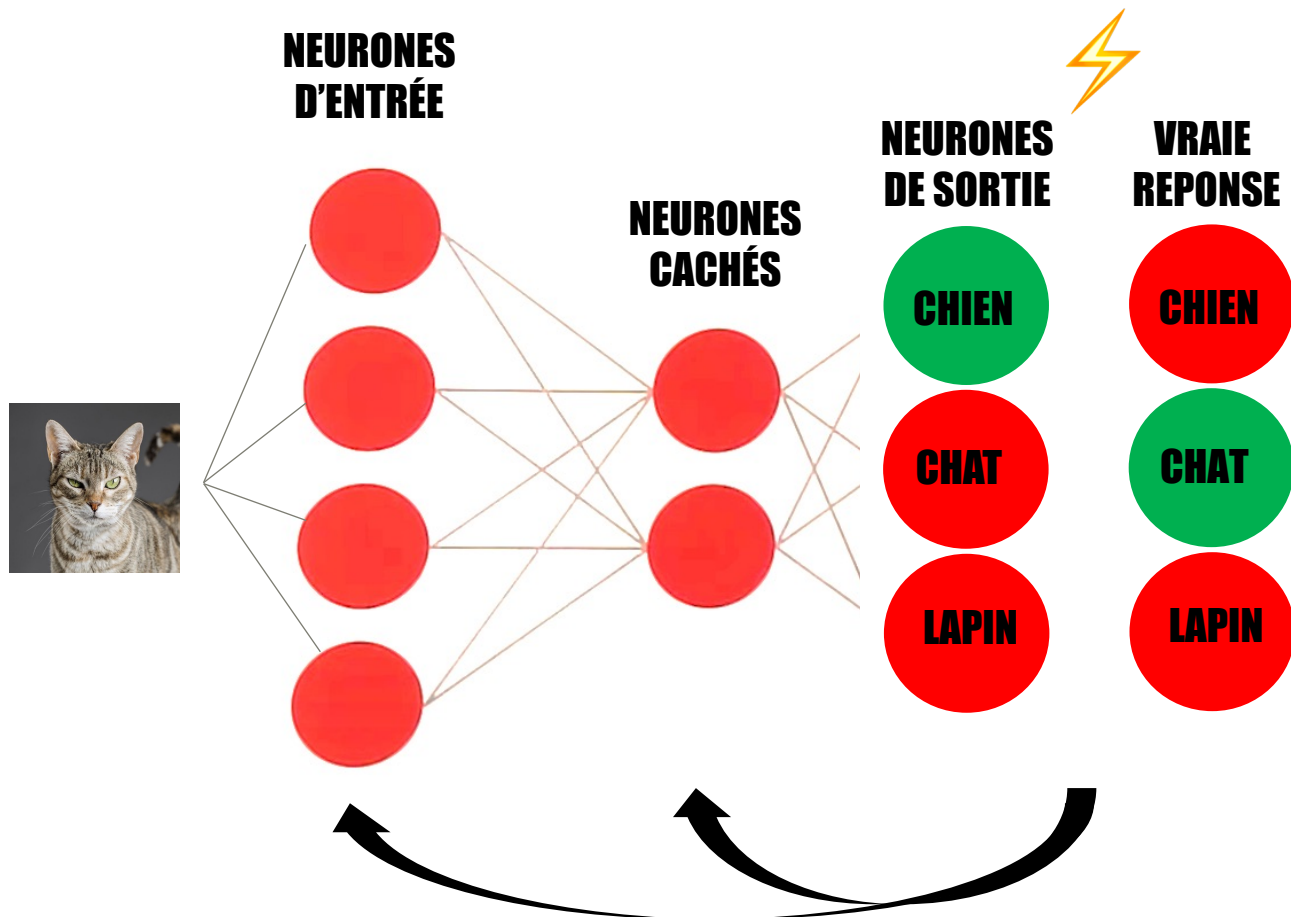 NEURONES
D'ENTRÉE
NEURONES
CACHÉS
NEURONES
DE SORTIE
CHIEN
CHAT
LAPIN
VRAIE
REPONSE
CHIEN
CHAT
LAPIN